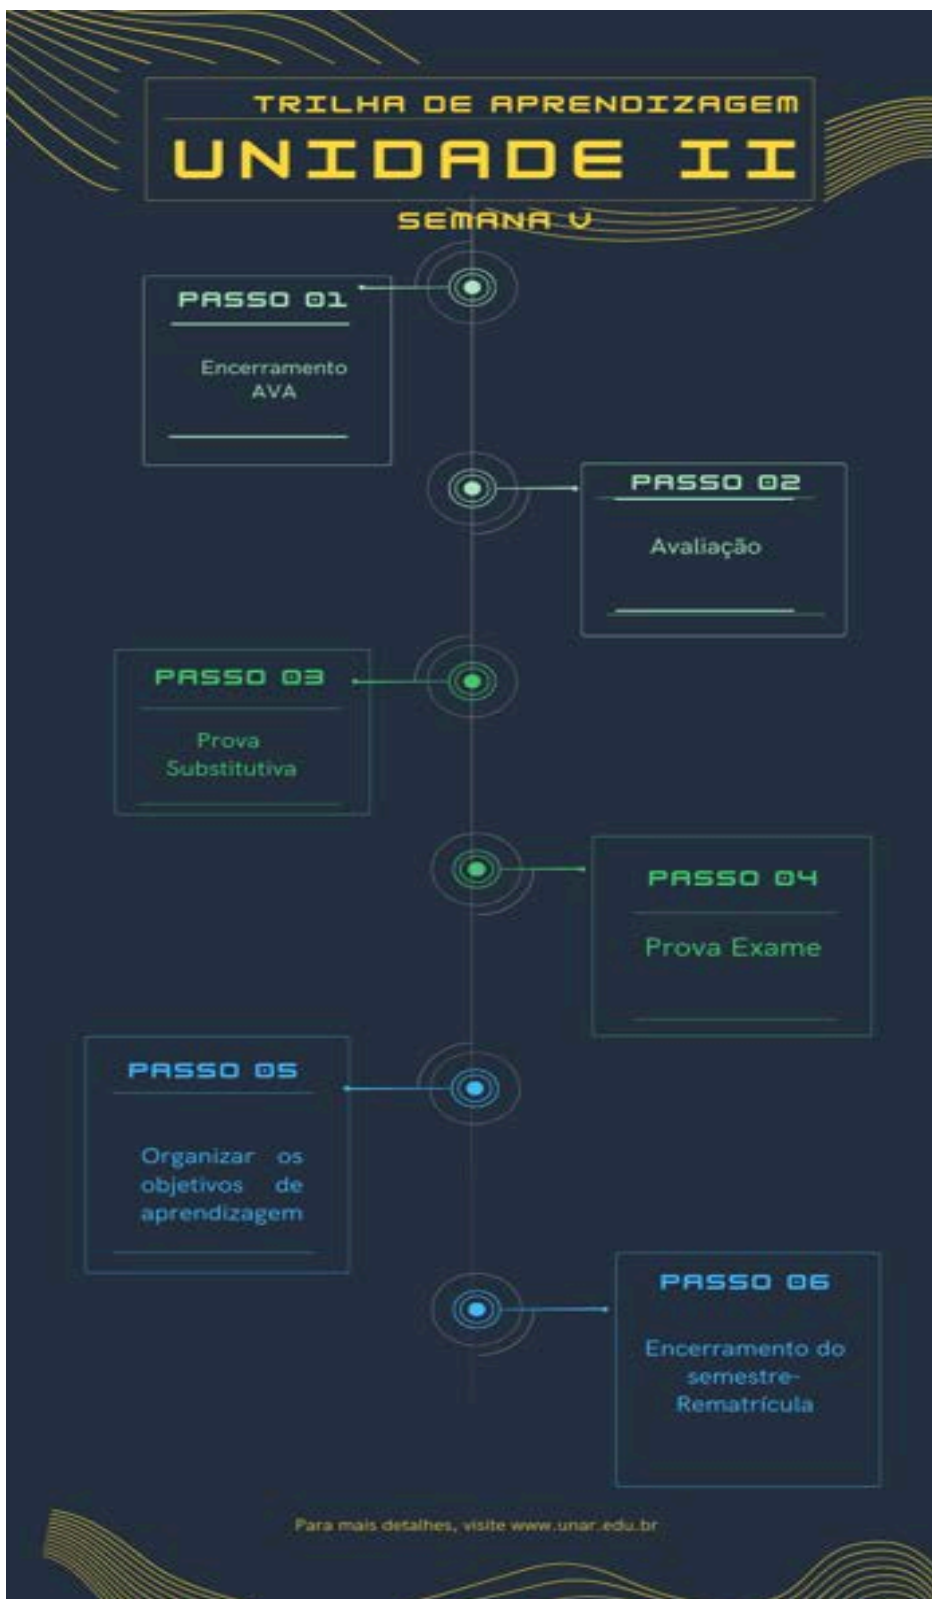 TRILHA DE APRENDIZAGEM
UNIDADE II
SEMANA V
PASSO 01
Encerramento
AVA
PASSO 02
Avaliação
PASSO 03
Prova
Substitutiva
PASSO 04
Prova Exame
PASSO 05
Organizar os
objetivos de
aprendizagem
PASSO 06
Encerramento do
semestre-
Rematrícula
Para mais detalhes, visite www.unar.edu.br